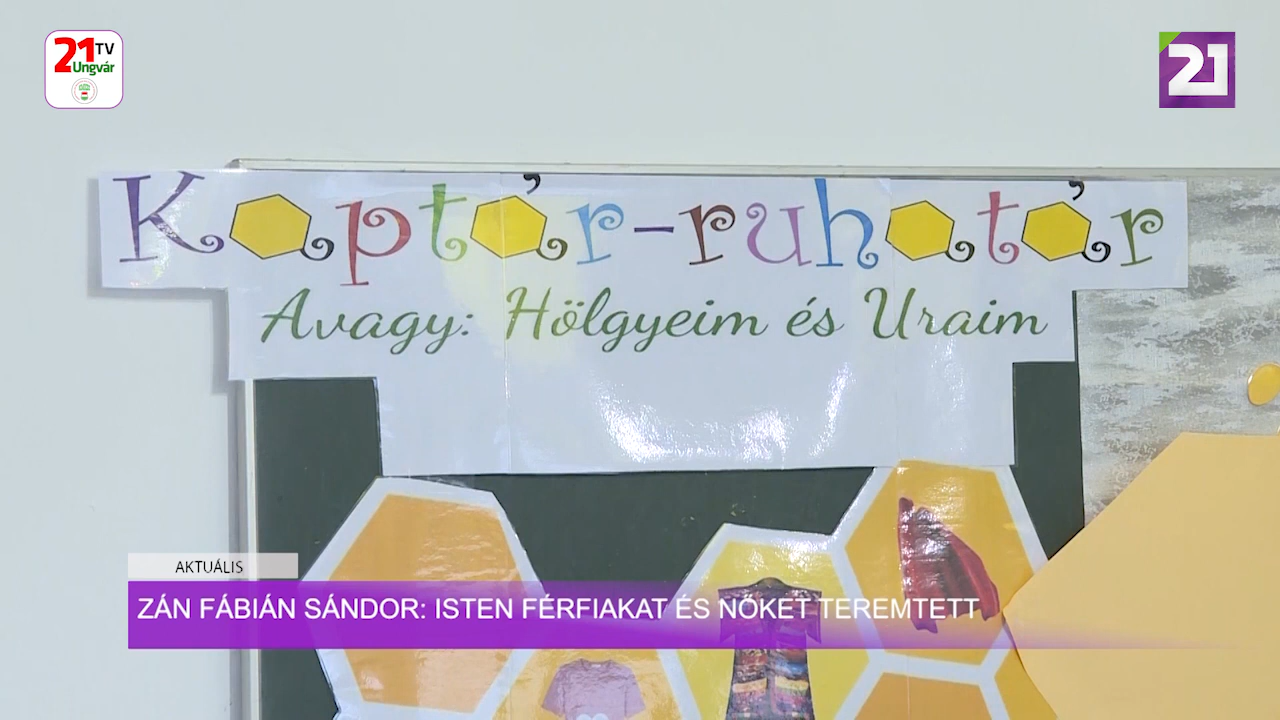 21 TV
Ungvár
21
Kaptár-ruhatár
Avagy: Hölgyeim és Uraim
AKTUÁLIS
ZÁN FÁBIÁN SÁNDOR: ISTEN FÉRFIAKAT ÉS NŐKET TEREMTETT